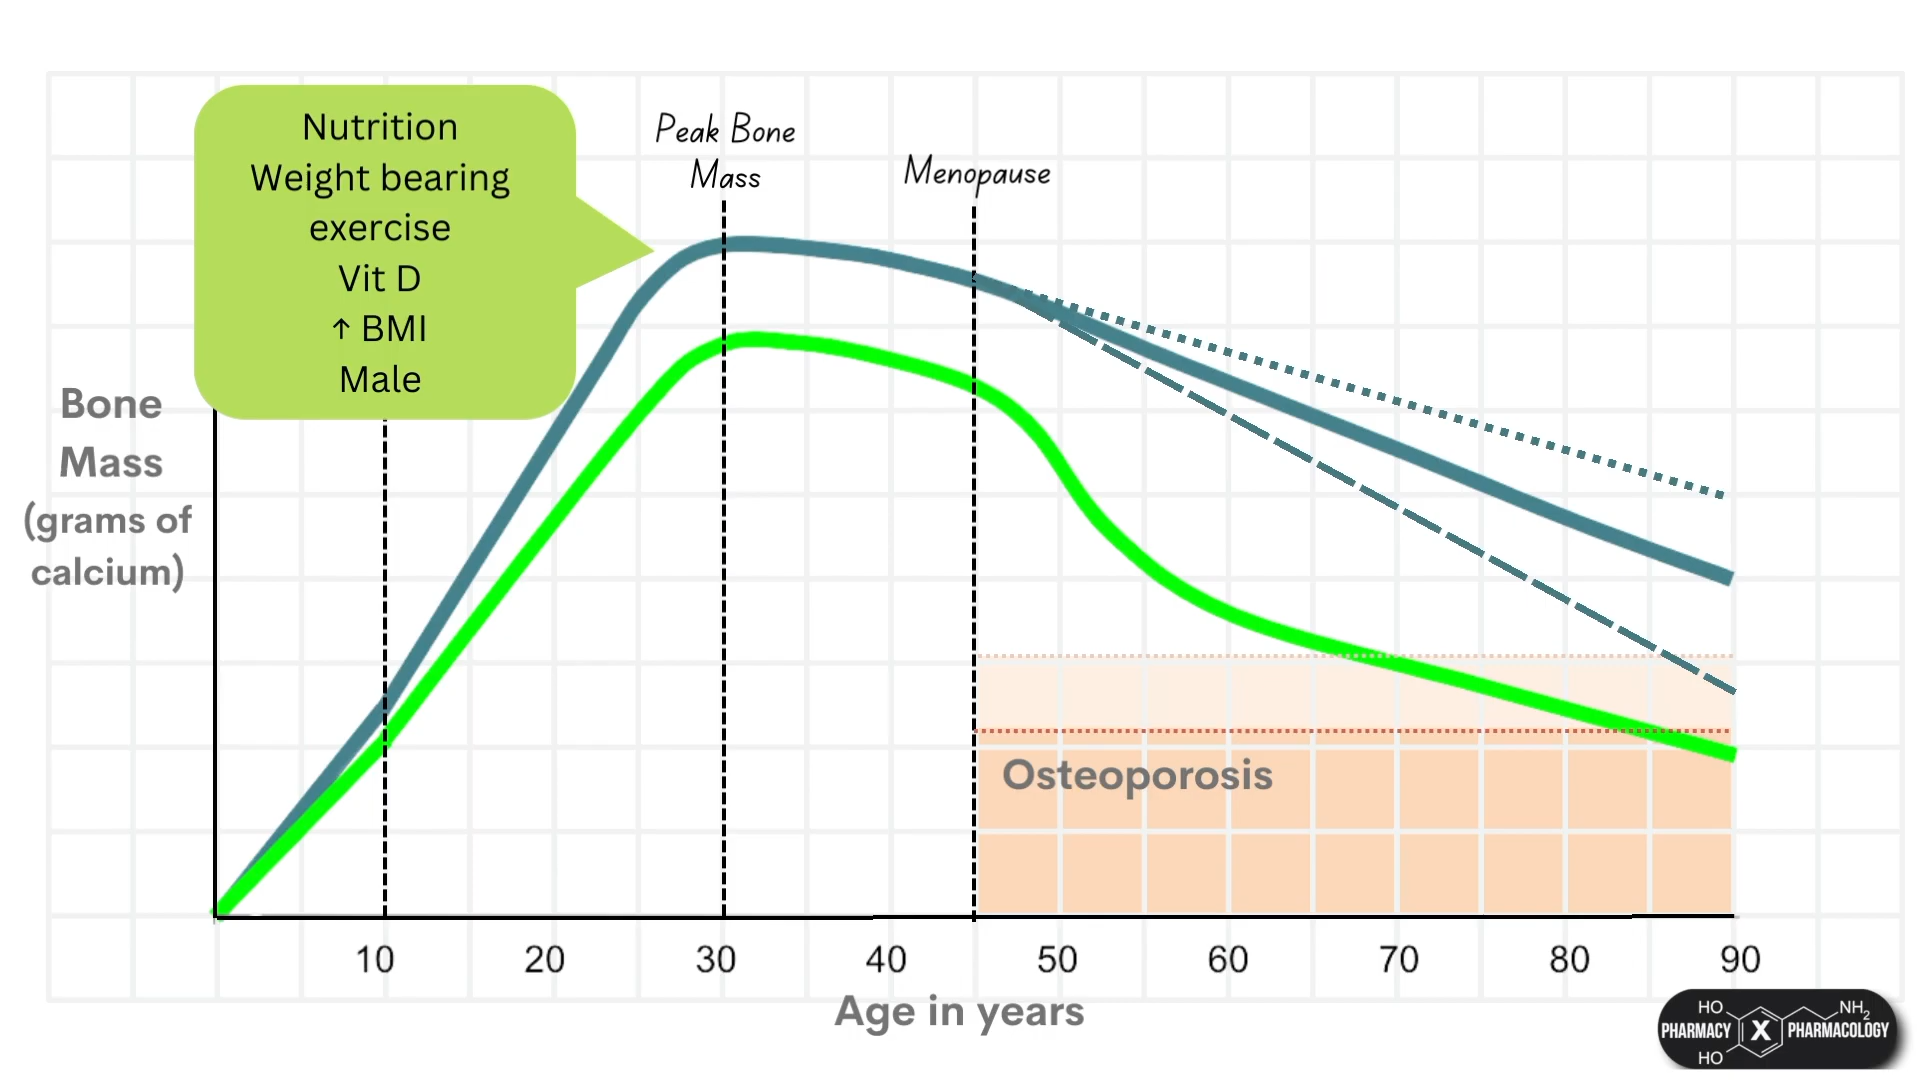 Nutrition
Weight bearing
exercise
Vit D
↑ BMI
Male
Peak Bone
Mass
Menopause
Bone
Mass
(grams of
calcium)
Osteoporosis
10 20 30 40 50 60 70 80 90
Age in years
HO NH2
PHARMACY X PHARMACOLOGY
HO